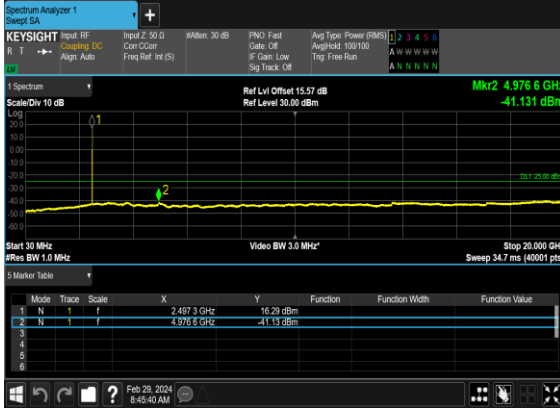 Spectrum Analyzer 1
Swept SA
+
KEYSIGHT
R T
LV
Input: RF
Coupling: DC
Align: Auto
Input Z: 50 Ω
Corr CCorr
Freq Ref: Int (S)
#Atten: 30 dB
PNO: Fast
Gate: Off
IF Gain: Low
Sig Track: Off
Avg Type: Power (RMS)
Avg|Hold: 100/100
Trig: Free Run
1 2 3 4 5 6
A W W W W W
A N N N N N
1 Spectrum
Scale/Div 10 dB
Ref Lvl Offset 15.57 dB
Ref Level 30.00 dBm
Mkr2 4.976 6 GHz
-41.131 dBm
Log
20.0
10.0
0.00
-10.0
-20.0
-30.0
-40.0
-50.0
-60.0
1
2
DL1 -25.00 dBm
Start 30 MHz
#Res BW 1.0 MHz
Video BW 3.0 MHz*
Stop 20.000 GHz
Sweep 34.7 ms (40001 pts)
5 Marker Table
Mode Trace Scale X Y Function Function Width Function Value
1 N 1 f 2.497 3 GHz 16.29 dBm
2 N 1 f 4.976 6 GHz -41.13 dBm
3
4
5
6
?
Feb 29, 2024
8:45:40 AM